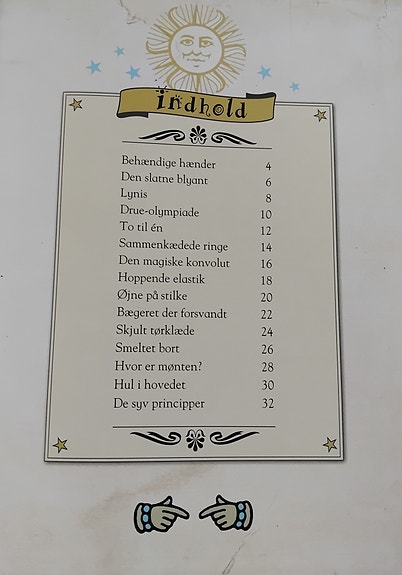 indhold
Behændige hænder 4
Den slatne blyant 6
Lynis 8
Drue-olympiade 10
To til én 12
Sammenkædede ringe 14
Den magiske konvolut 16
Hoppende elastik 18
Øjne på stilke 20
Bægeret der forsvandt 22
Skjult tørklæde 24
Smeltet bort 26
Hvor er mønten? 28
Hul i hovedet 30
De syv principper 32